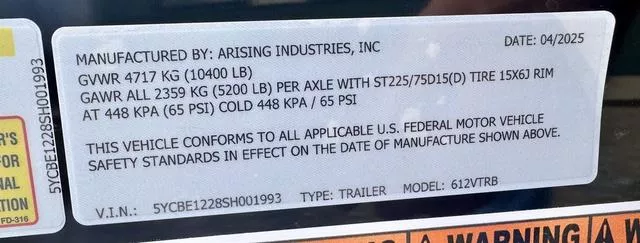 MANUFACTURED BY: ARISING INDUSTRIES, INC DATE: 04/2025
GVWR 4717 KG (10400 LB)
GAWR ALL 2359 KG (5200 LB) PER AXLE WITH ST225/75D15(D) TIRE 15X6J RIM
AT 448 KPA (65 PSI) COLD 448 KPA / 65 PSI
THIS VEHICLE CONFORMS TO ALL APPLICABLE U.S. FEDERAL MOTOR VEHICLE
SAFETY STANDARDS IN EFFECT ON THE DATE OF MANUFACTURE SHOWN ABOVE.
V.I.N.: 5YCBE1228SH001993 TYPE: TRAILER MODEL: 612VTRB
5YCBE1228SH001993
FOR
FD-316
WARNING